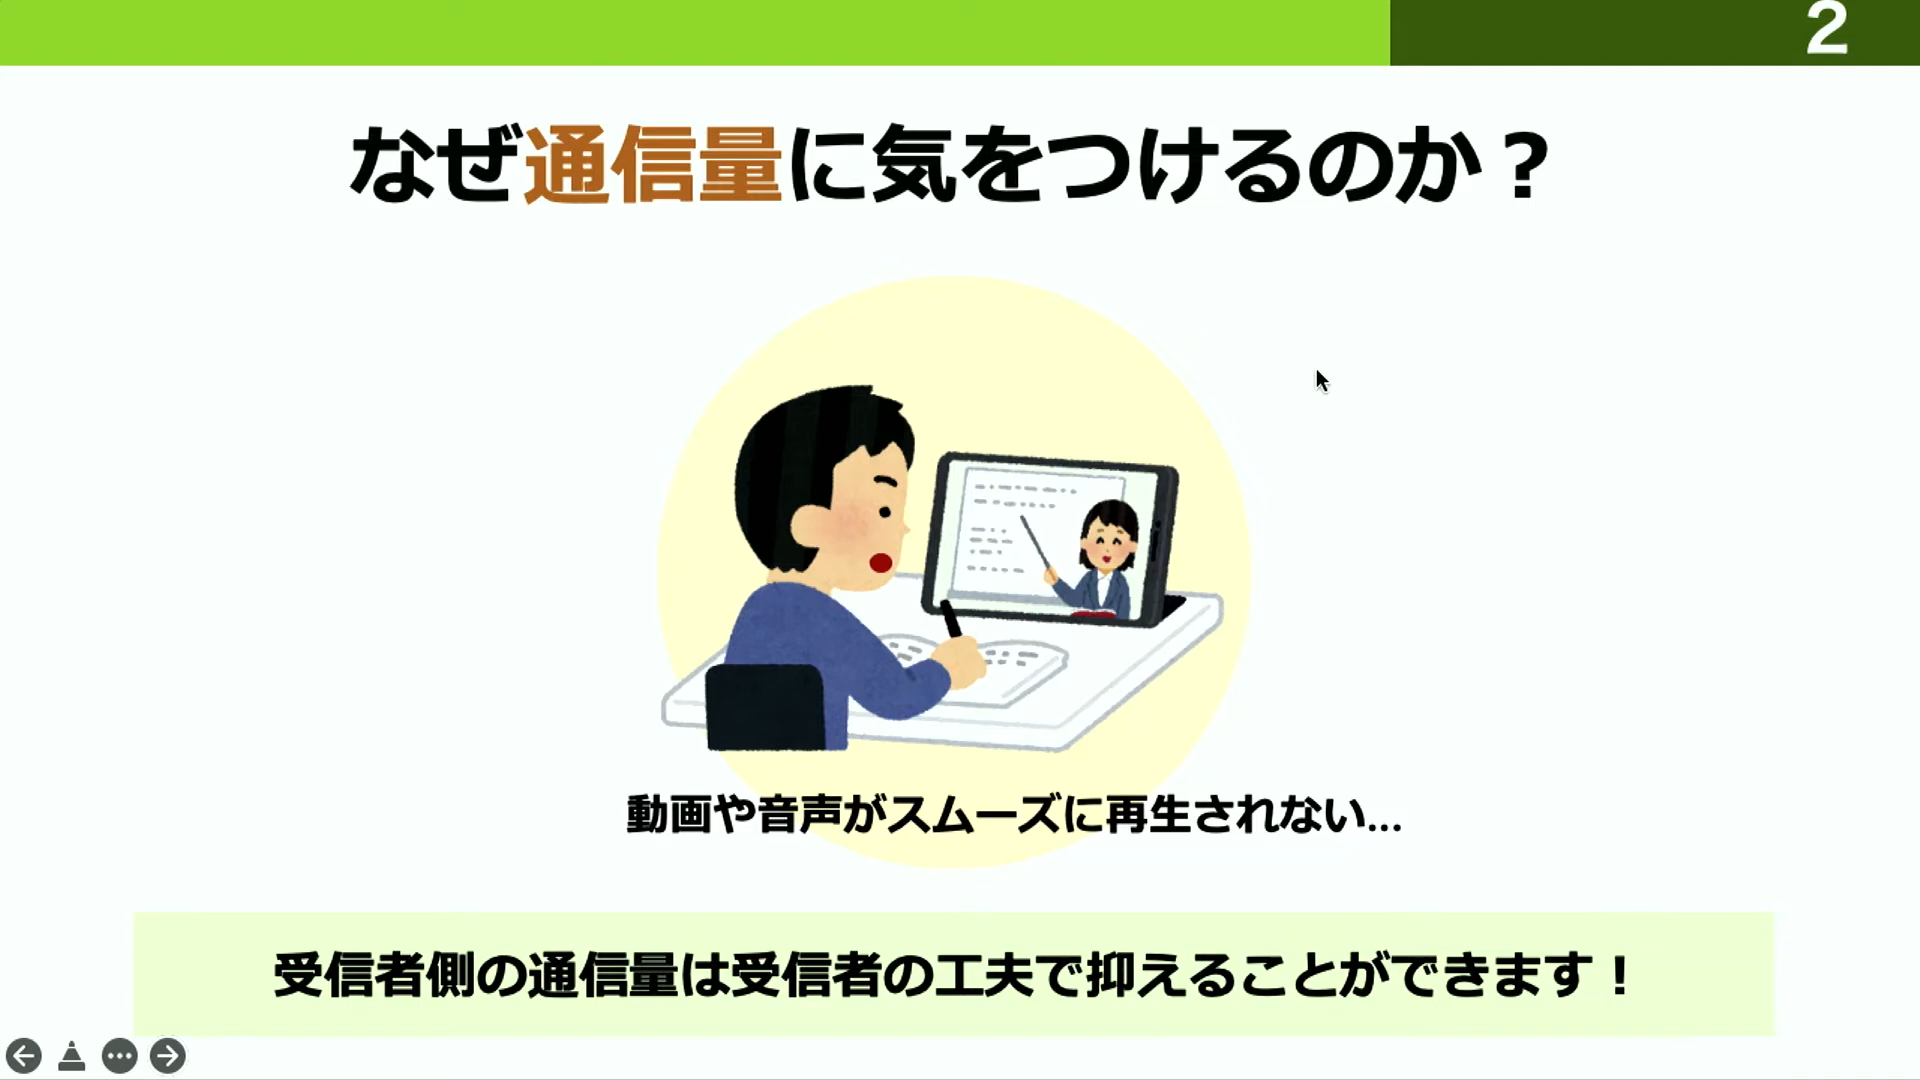 2
なぜ通信量に気をつけるのか？
動画や音声がスムーズに再生されない...
受信者側の通信量は受信者の工夫で抑えることができます！